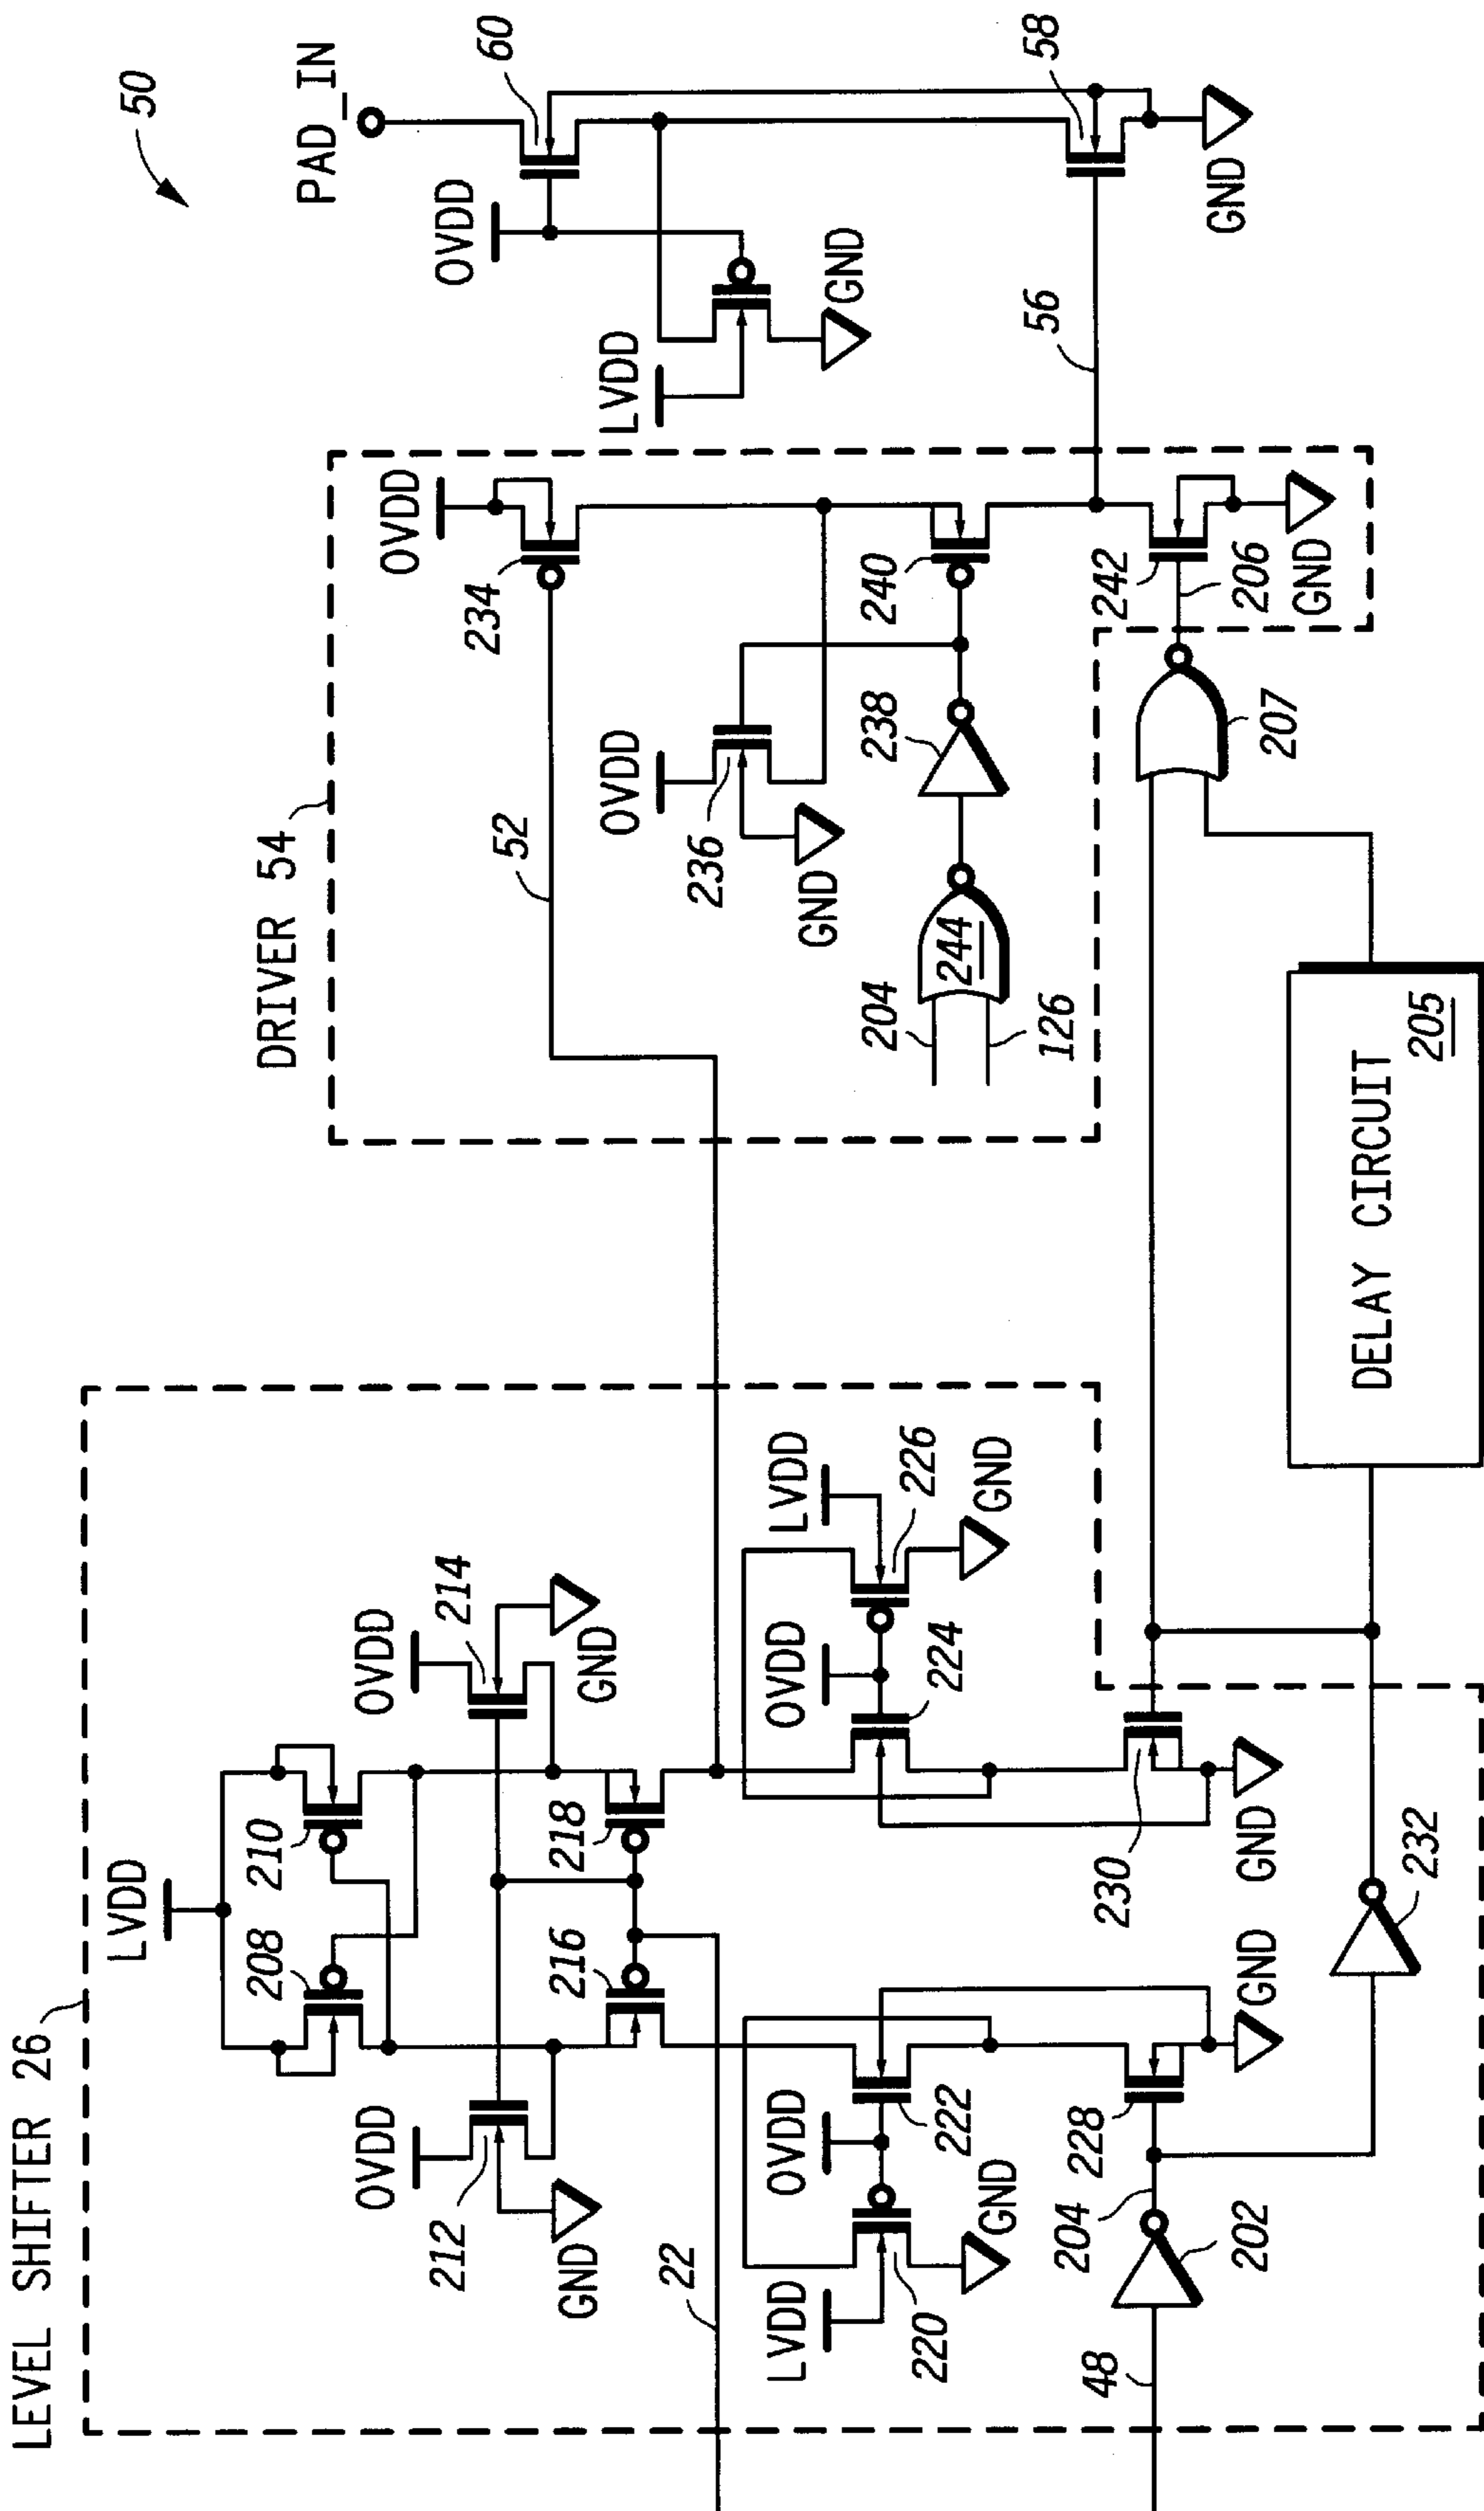 LEVEL SHIFTER 26
LVDD
208
210
OVDD
212
GND
OVDD
214
GND
216
218
22
LVDD
220
GND
OVDD
222
OVDD
224
LVDD
226
GND
48
202
204
228
GND
230
GND
232
DELAY CIRCUIT
205
DRIVER 54
52
OVDD
234
OVDD
236
GND
238
240
204
126
244
242
206
GND
207
50
PAD_IN
60
OVDD
LVDD
GND
56
58
GND